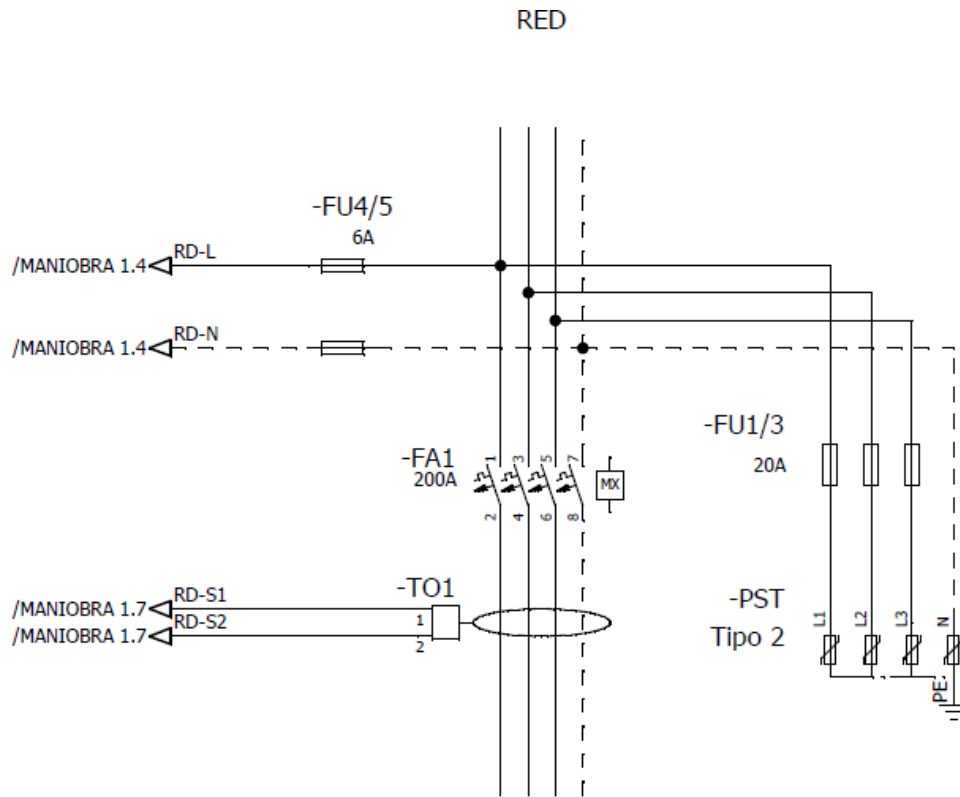 RED
-FU4/5
6A
RD-L
/MANIOBRA 1.4
RD-N
/MANIOBRA 1.4
-FU1/3
20A
-FA1
200A
1 3 5 7
MX
2 4 6 8
-TO1
RD-S1
/MANIOBRA 1.7
1
RD-S2
/MANIOBRA 1.7
2
-PST
Tipo 2
L1 L2 L3 N
PE